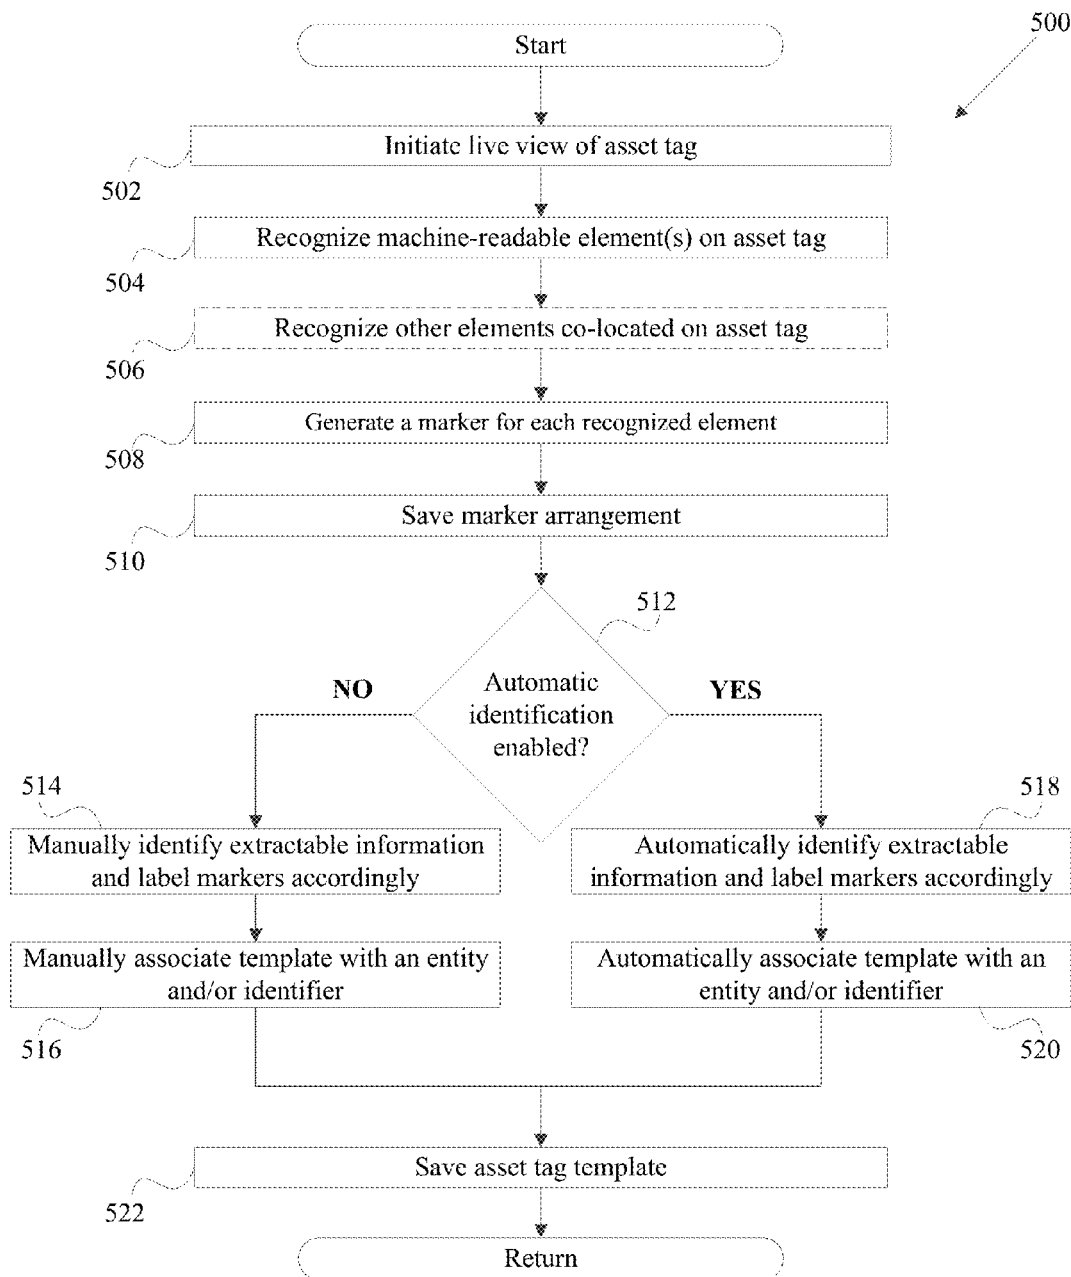 500
Start
Initiate live view of asset tag
502
Recognize machine-readable element(s) on asset tag
504
Recognize other elements co-located on asset tag
506
Generate a marker for each recognized element
508
Save marker arrangement
510
512
Automatic
identification
enabled?
NO
YES
514
Manually identify extractable information
and label markers accordingly
518
Automatically identify extractable
information and label markers accordingly
Manually associate template with an entity
and/or identifier
516
Automatically associate template with an
entity and/or identifier
520
Save asset tag template
522
Return